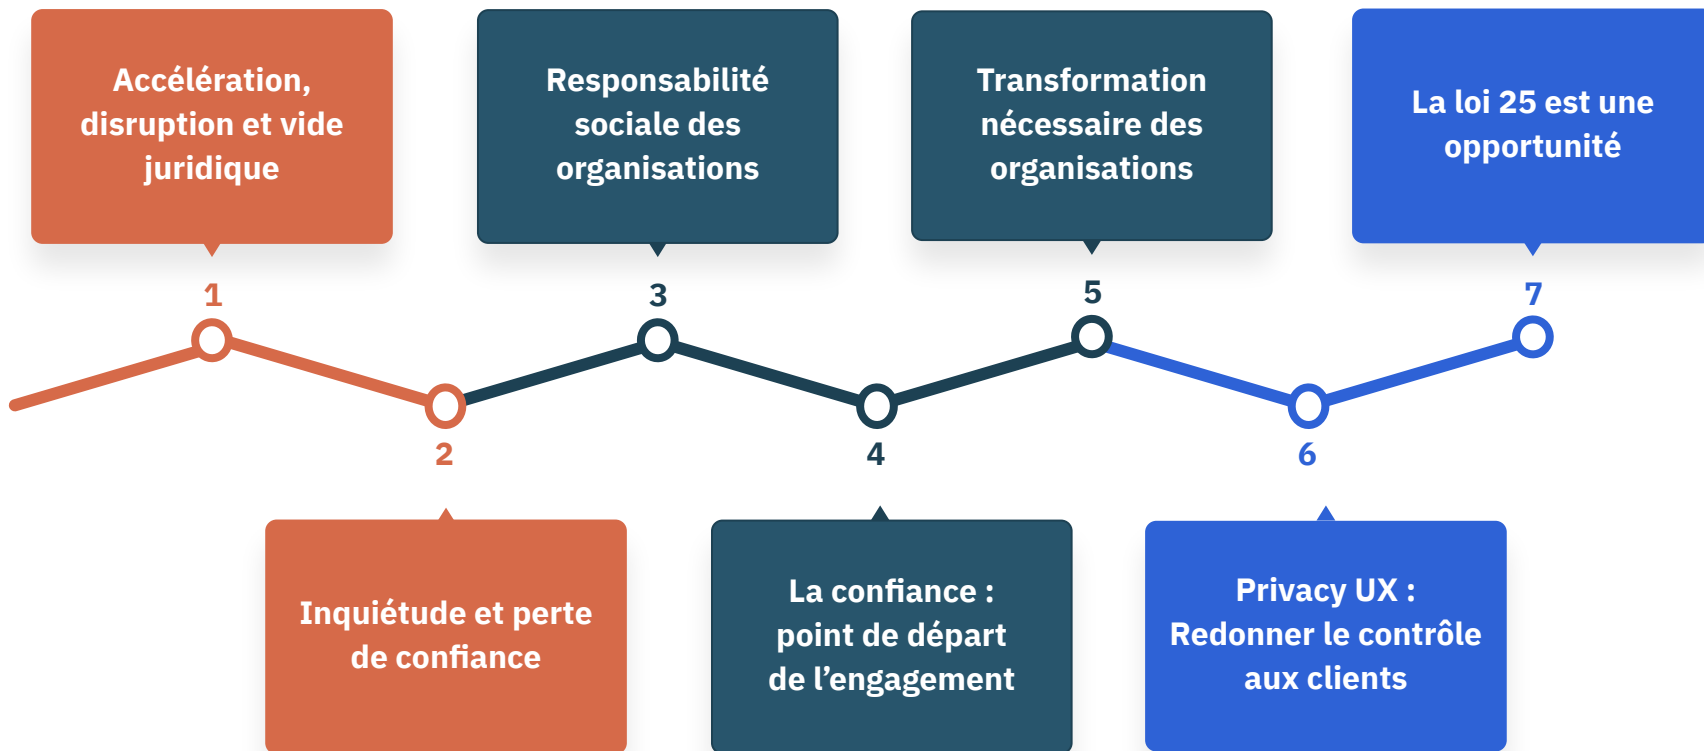 Accélération,
disruption et vide
juridique
1
Inquiétude et perte
de confiance
2
Responsabilité
sociale des
organisations
3
La confiance :
point de départ
de l’engagement
4
Transformation
nécessaire des
organisations
5
Privacy UX :
Redonner le contrôle
aux clients
6
La loi 25 est une
opportunité
7